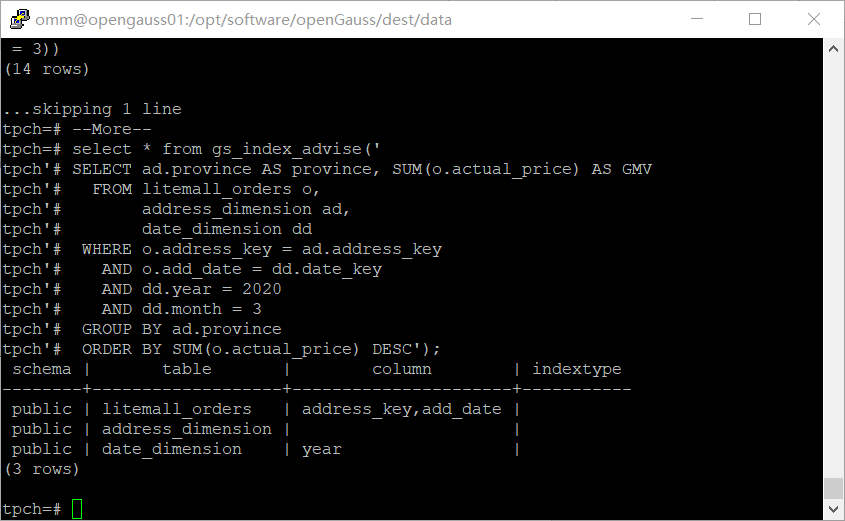 omm@opengauss01:/opt/software/openGauss/dest/data
 = 3))
(14 rows)
...skipping 1 line
tpch=# --More--
tpch=# select * from gs_index_advise('
tpch'# SELECT ad.province AS province, SUM(o.actual_price) AS GMV
tpch'#   FROM litemall_orders o,
tpch'#        address_dimension ad,
tpch'#        date_dimension dd
tpch'#  WHERE o.address_key = ad.address_key
tpch'#    AND o.add_date = dd.date_key
tpch'#    AND dd.year = 2020
tpch'#    AND dd.month = 3
tpch'#  GROUP BY ad.province
tpch'#  ORDER BY SUM(o.actual_price) DESC');
 schema |       table       |        column        | indextype
--------+-------------------+----------------------+-----------
 public | litemall_orders   | address_key,add_date |
 public | address_dimension |                      |
 public | date_dimension    | year                 |
(3 rows)
tpch=#